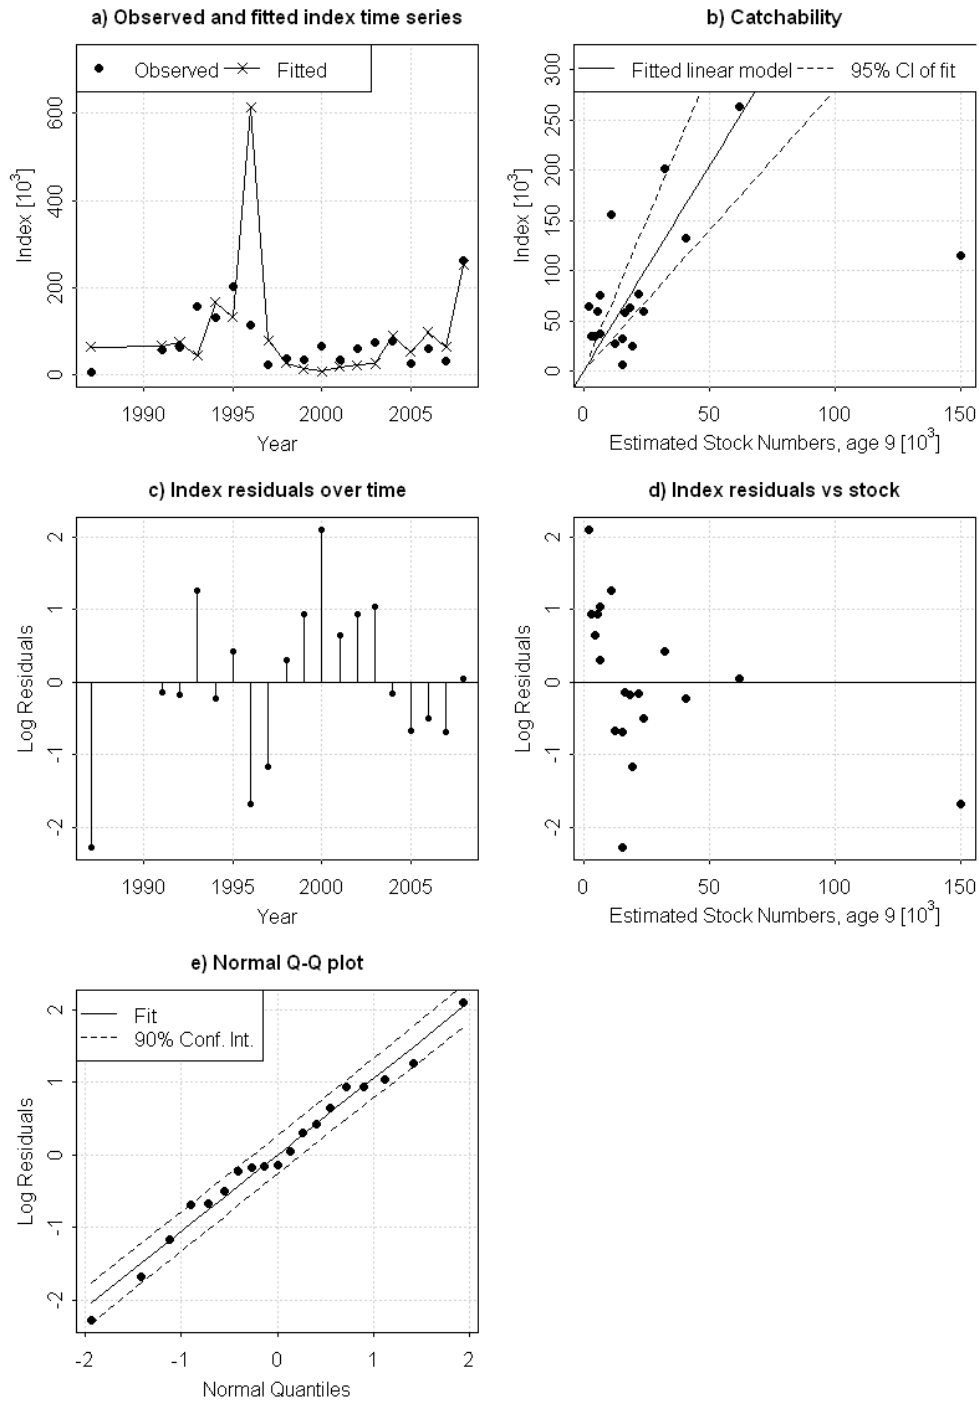 a) Observed and fitted index time series
Observed Fitted
Index [10³]
0 200 400 600
1990 1995 2000 2005
Year
b) Catchability
Fitted linear model 95% CI of fit
Index [10³]
0 50 100 150 200 250 300
0 50 100 150
Estimated Stock Numbers, age 9 [10³]
c) Index residuals over time
Log Residuals
-2 -1 0 1 2
1990 1995 2000 2005
Year
d) Index residuals vs stock
Log Residuals
-2 -1 0 1 2
0 50 100 150
Estimated Stock Numbers, age 9 [10³]
e) Normal Q-Q plot
Fit
90% Conf. Int.
Log Residuals
-2 -1 0 1 2
-2 -1 0 1 2
Normal Quantiles